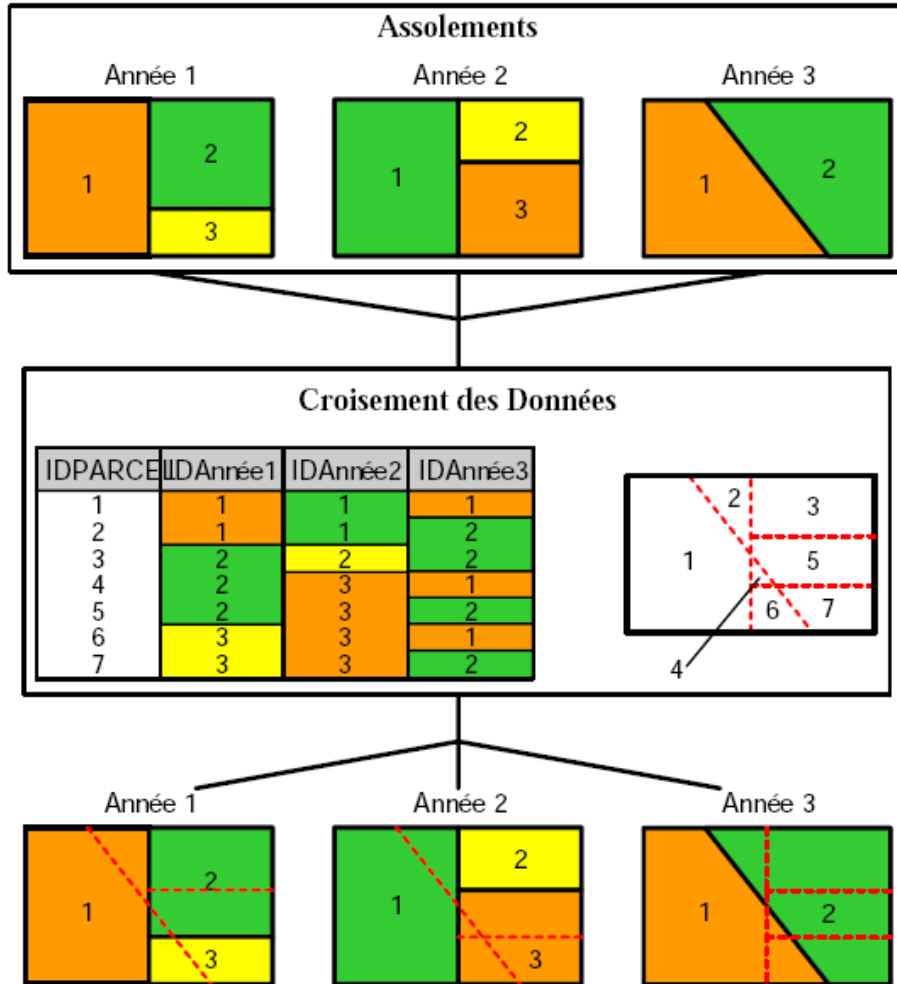 Assolements
Année 1 Année 2 Année 3
1 2 3 1 2 3 1 2
Croisement des Données
IDPARCELL IDAnnée1 IDAnnée2 IDAnnée3
1 1 1 1
2 1 1 2
3 2 2 2
4 2 3 1
5 2 3 2
6 3 3 1
7 3 3 2
1 2 3 5 6 7 4
Année 1 Année 2 Année 3
1 2 3 1 2 3 1 2